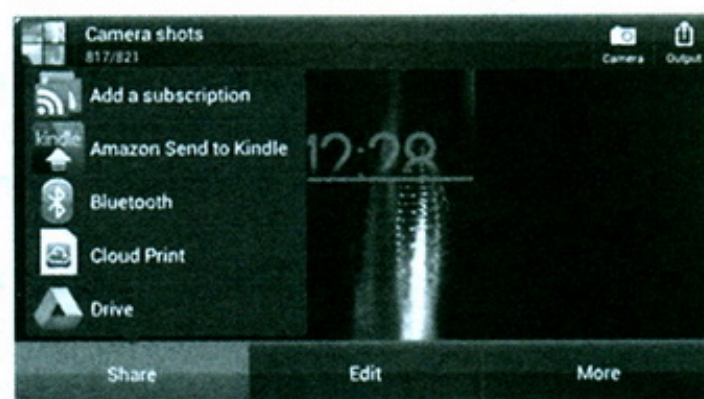 Camera shots
817/821
Camera
Output
Add a subscription
kindle
Amazon Send to Kindle
12:28
Bluetooth
Cloud Print
Drive
Share
Edit
More